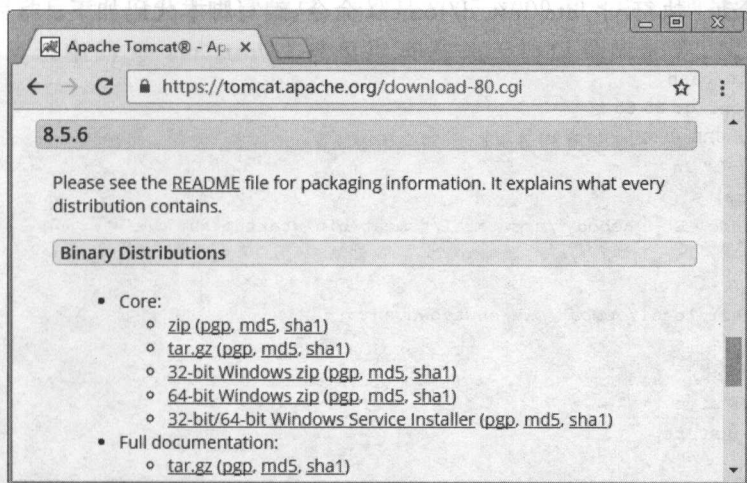 Apache Tomcat® - Ap
https://tomcat.apache.org/download-80.cgi
8.5.6
Please see the README file for packaging information. It explains what every
distribution contains.
Binary Distributions
Core:
zip (pgp, md5, sha1)
tar.gz (pgp, md5, sha1)
32-bit Windows zip (pgp, md5, sha1)
64-bit Windows zip (pgp, md5, sha1)
32-bit/64-bit Windows Service Installer (pgp, md5, sha1)
Full documentation:
tar.gz (pgp, md5, sha1)